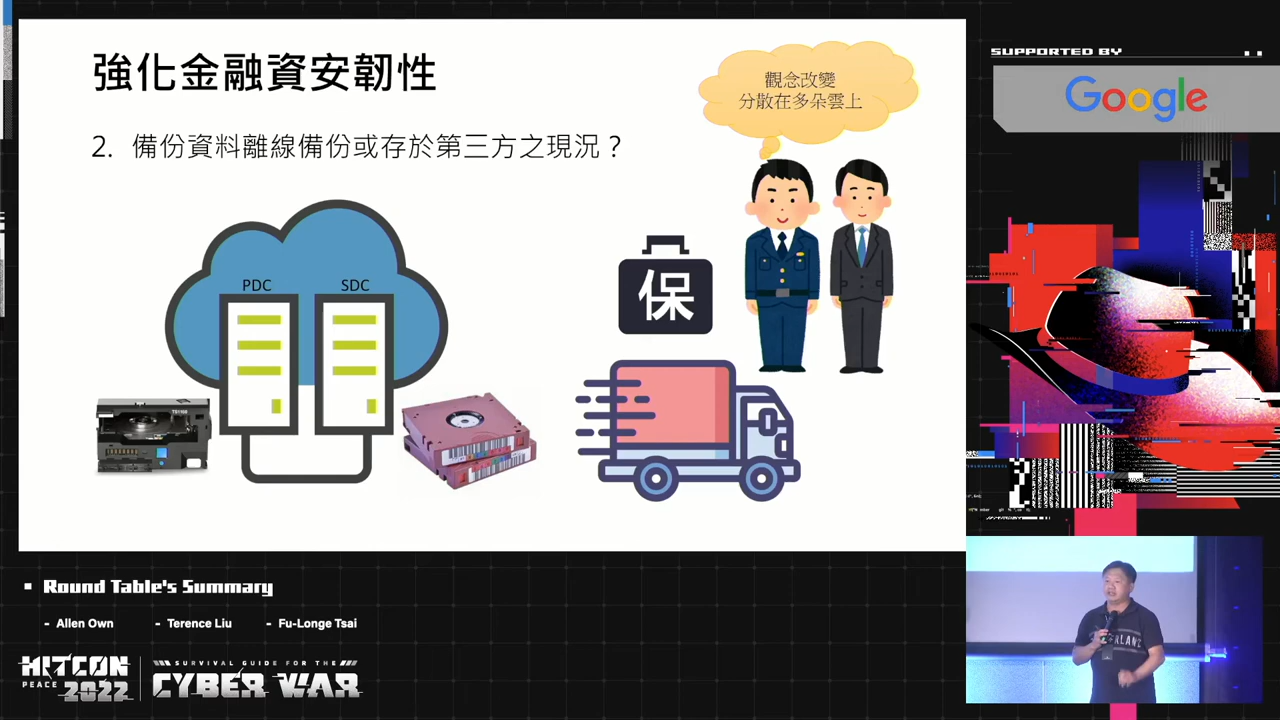 強化金融資安韌性
2. 備份資料離線備份或存於第三方之現況？
觀念改變
分散在多朵雲上
PDC
SDC
保
SUPPORTED BY
Google
Round Table's Summary
- Allen Own
- Terence Liu
- Fu-Longe Tsai
HITCON
PEACE 2022
SURVIVAL GUIDE FOR THE
CYBER WAR